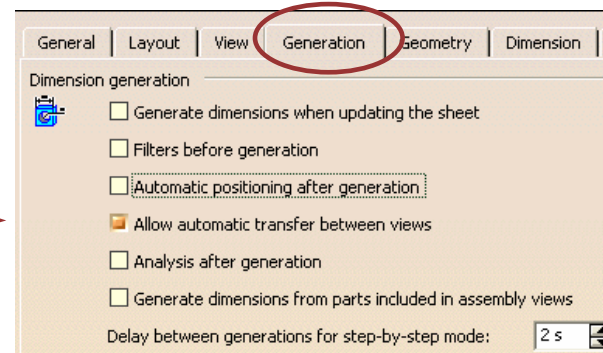 General Layout View Generation Geometry Dimension
Dimension generation
Generate dimensions when updating the sheet
Filters before generation
Automatic positioning after generation
Allow automatic transfer between views
Analysis after generation
Generate dimensions from parts included in assembly views
Delay between generations for step-by-step mode: 2 s